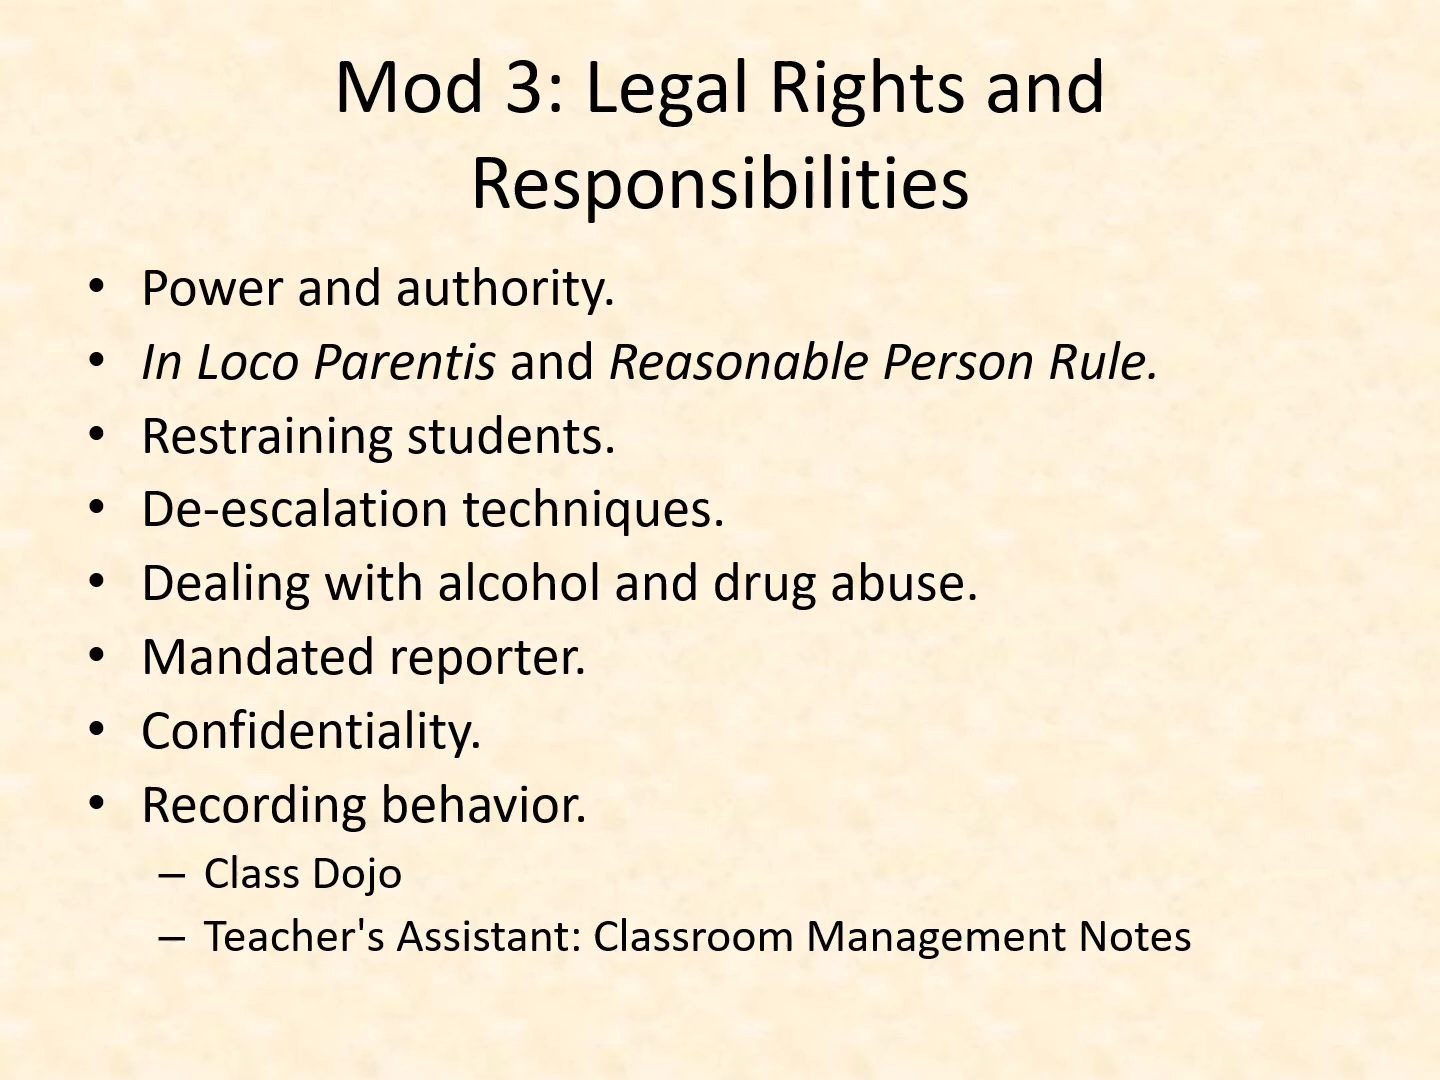 Mod 3: Legal Rights and
Responsibilities
• Power and authority.
• In Loco Parentis and Reasonable Person Rule.
• Restraining students.
• De-escalation techniques.
• Dealing with alcohol and drug abuse.
• Mandated reporter.
• Confidentiality.
• Recording behavior.
– Class Dojo
– Teacher's Assistant: Classroom Management Notes